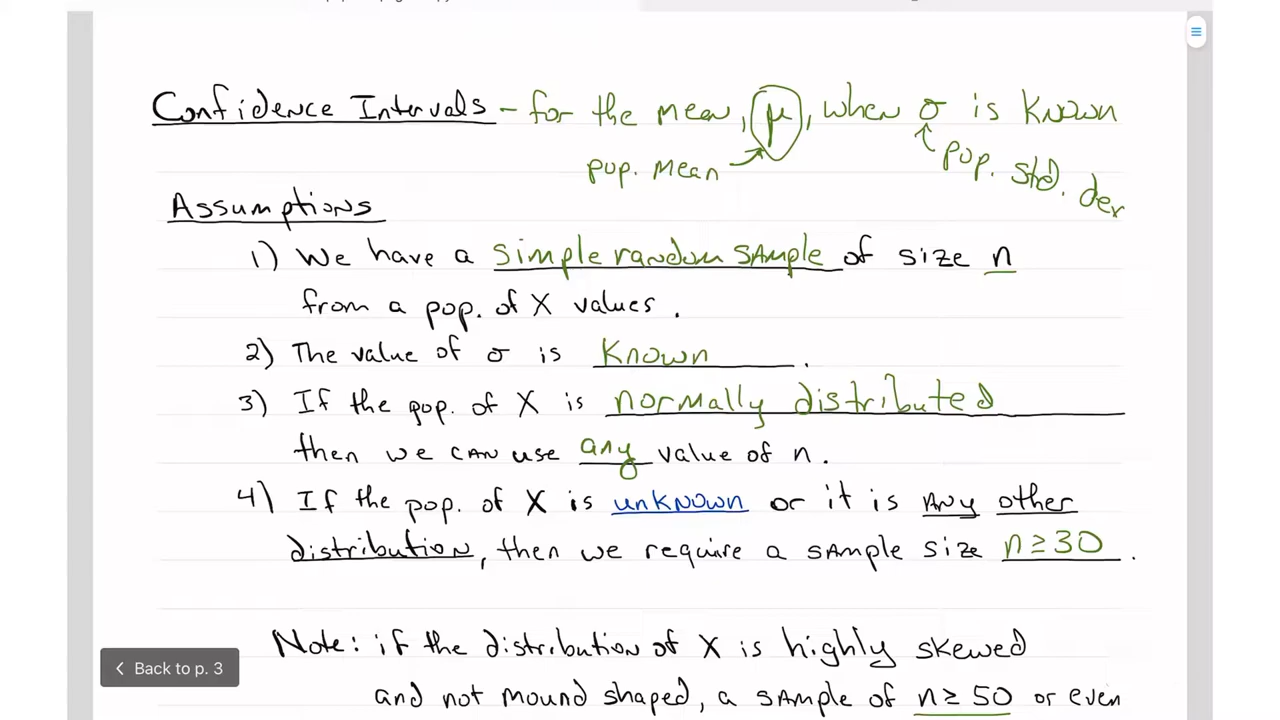 Confidence Intervals - for the mean, μ, when σ is known
pop. mean
pop. std. dev
Assumptions
1) We have a simple random sample of size n
from a pop. of X values.
2) The value of σ is known.
3) If the pop. of X is normally distributed
then we can use any value of n.
4) If the pop. of X is unknown or it is any other
distribution, then we require a sample size n ≥ 30.
Note: if the distribution of X is highly skewed
and not mound shaped, a sample of n ≥ 50 or even
Back to p. 3